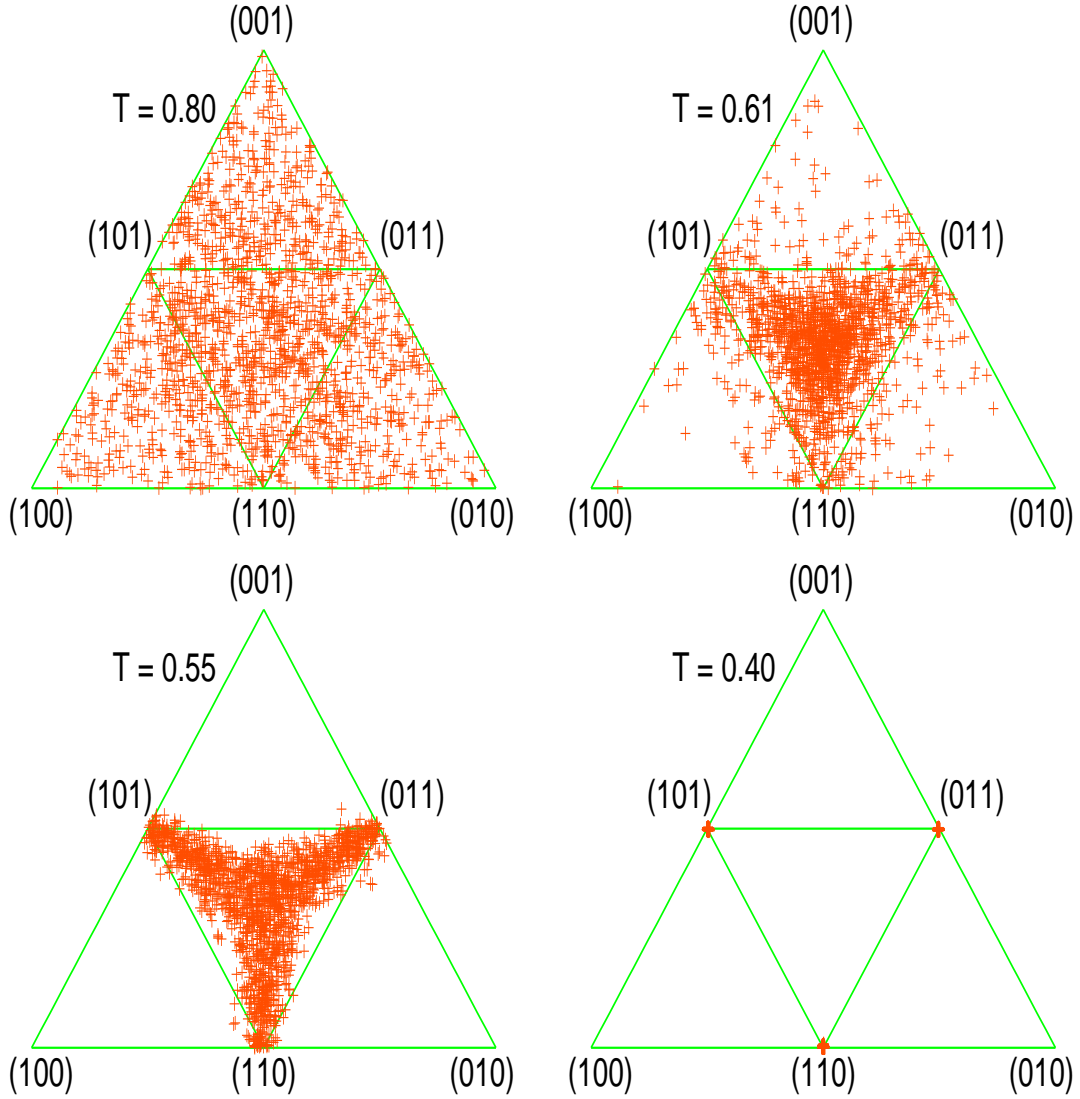 (001) (001)
T = 0.80 T = 0.61
(101) (011) (101) (011)
(100) (110) (010) (100) (110) (010)
(001) (001)
T = 0.55 T = 0.40
(101) (011) (101) (011)
(100) (110) (010) (100) (110) (010)